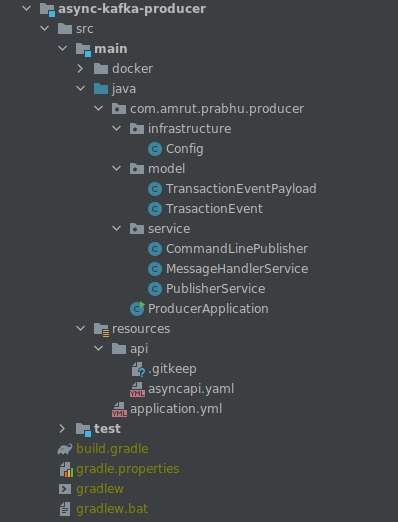 async-kafka-producer
src
main
docker
java
com.amrut.prabhu.producer
infrastructure
Config
model
TransactionEventPayload
TrasactionEvent
service
CommandLinePublisher
MessageHandlerService
PublisherService
ProducerApplication
resources
api
.gitkeep
asyncapi.yaml
application.yml
test
build.gradle
gradle.properties
gradlew
gradlew.bat